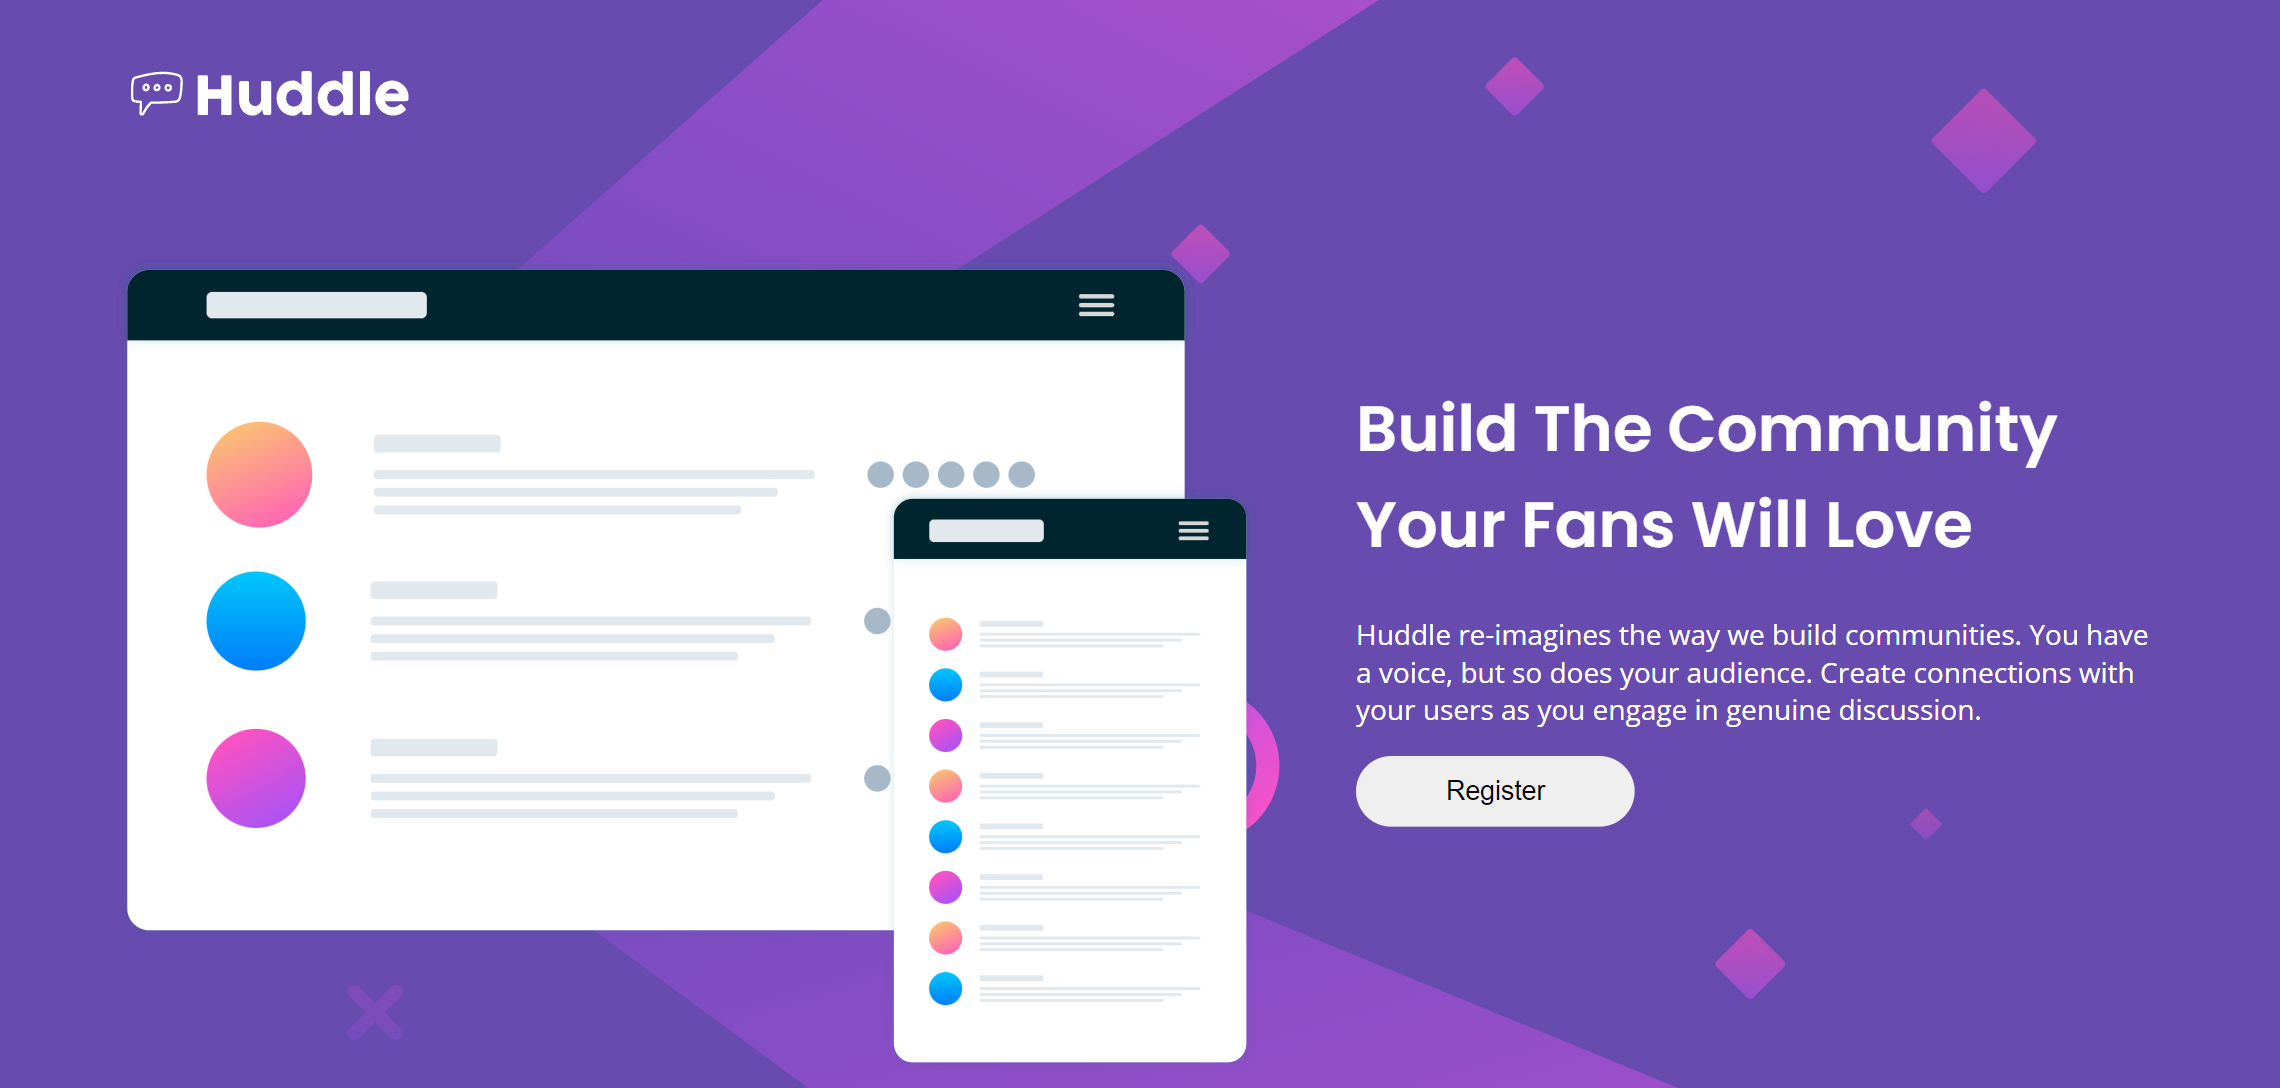 Huddle
Build The Community
Your Fans Will Love
Huddle re-imagines the way we build communities. You have
a voice, but so does your audience. Create connections with
your users as you engage in genuine discussion.
Register